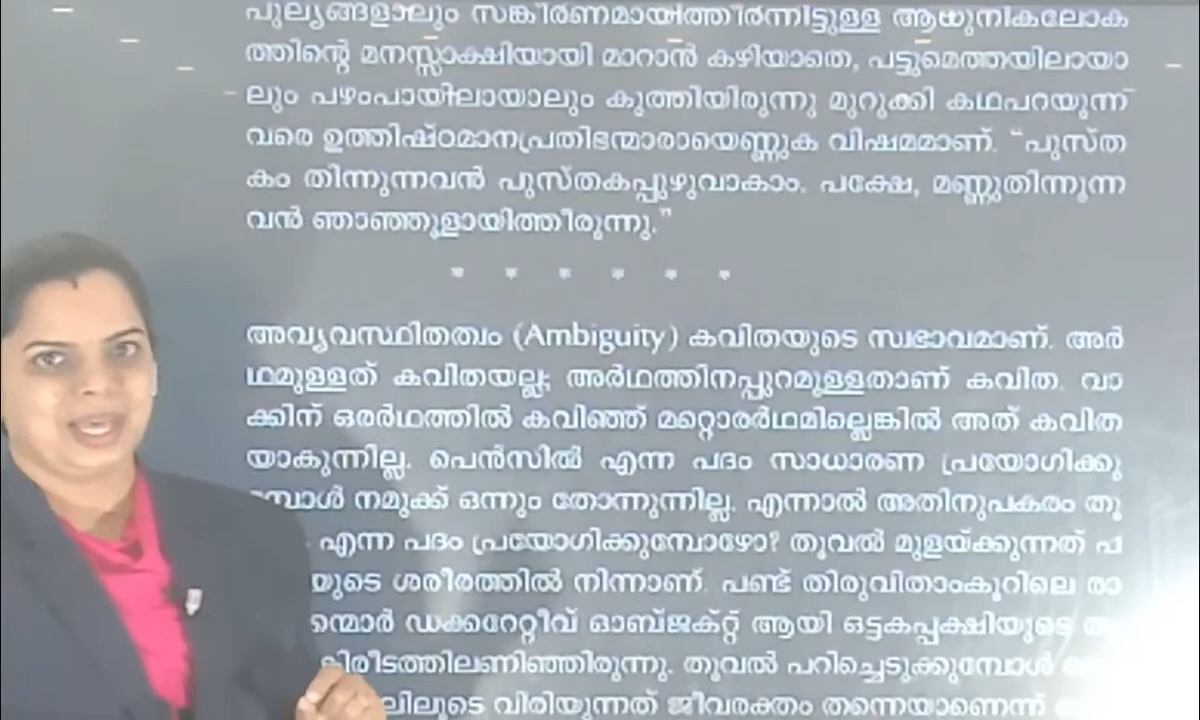 പുല്യങ്ങളാലും സങ്കീർണമായിത്തീർന്നിട്ടുള്ള ആധുനികലോക
ത്തിന്റെ മനസ്സാക്ഷിയായി മാറാൻ കഴിയാതെ, പട്ടുമെത്തയിലായാ
ലും പഴംപായിലായാലും കുത്തിയിരുന്നു മുറുക്കി കഥപറയുന്ന
വരെ ഉത്തിഷ്ഠമാനപ്രതിഭന്മാരായെണ്ണുക വിഷമമാണ്. “പുസ്ത
കം തിന്നുന്നവൻ പുസ്തകപ്പുഴുവാകാം. പക്ഷേ, മണ്ണുതിന്നുന്ന
വൻ ഞാഞ്ഞൂളായിത്തീരുന്നു.”
* * * * * *
അവ്യവസ്ഥിതത്വം (Ambiguity) കവിതയുടെ സ്വഭാവമാണ്. അർ
ഥമുള്ളത് കവിതയല്ല; അർഥത്തിനപ്പുറമുള്ളതാണ് കവിത. വാ
ക്കിന് ഒരർഥത്തിൽ കവിഞ്ഞ് മറ്റൊരർഥമില്ലെങ്കിൽ അത് കവിത
യാകുന്നില്ല. പെൻസിൽ എന്ന പദം സാധാരണ പ്രയോഗിക്കു
മ്പോൾ നമുക്ക് ഒന്നും തോന്നുന്നില്ല. എന്നാൽ അതിനുപകരം തൂ
എന്ന പദം പ്രയോഗിക്കുമ്പോഴോ? തൂവൽ മുളയ്ക്കുന്നത് പ
യുടെ ശരീരത്തിൽ നിന്നാണ്. പണ്ട് തിരുവിതാംകൂറിലെ രാ
ന്മാർ ഡക്കറേറ്റീവ് ഓബ്ജക്റ്റ് ആയി ഒട്ടകപ്പക്ഷിയുടെ
കിരീടത്തിലണിഞ്ഞിരുന്നു. തൂവൽ പറിച്ചെടുക്കുമ്പോൾ
ലിലൂടെ വിരിയുന്നത് ജീവരക്തം തന്നെയാണെന്ന്